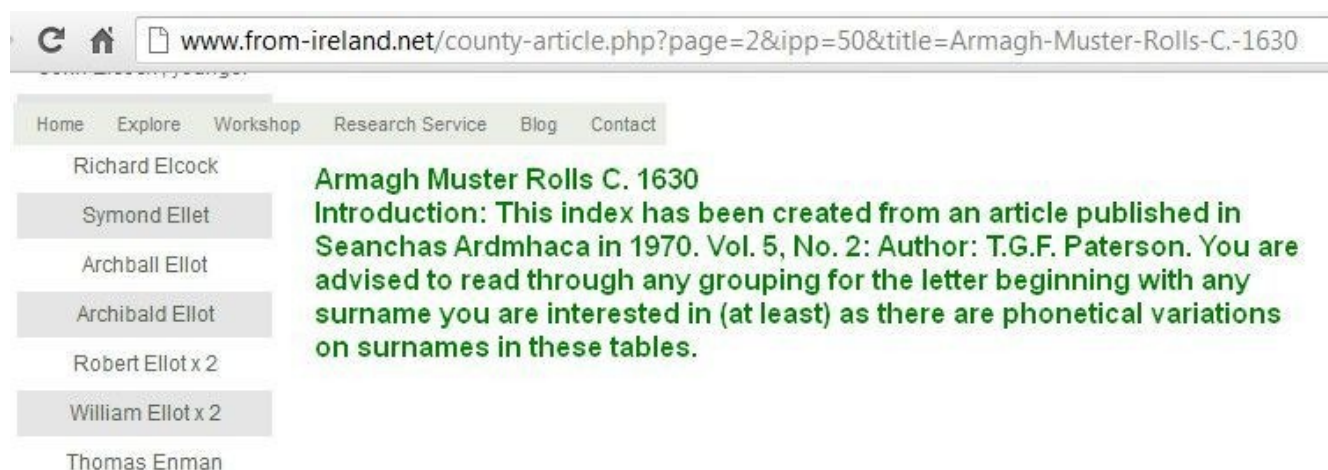 www.from-ireland.net/county-article.php?page=2&ipp=50&title=Armagh-Muster-Rolls-C.-1630
Home Explore Workshop Research Service Blog Contact
Richard Elcock
Symond Ellet
Archball Ellot
Archibald Ellot
Robert Ellot x 2
William Ellot x 2
Thomas Enman
Armagh Muster Rolls C. 1630
Introduction: This index has been created from an article published in
Seanchas Ardmhaca in 1970. Vol. 5, No. 2: Author: T.G.F. Paterson. You are
advised to read through any grouping for the letter beginning with any
surname you are interested in (at least) as there are phonetical variations
on surnames in these tables.